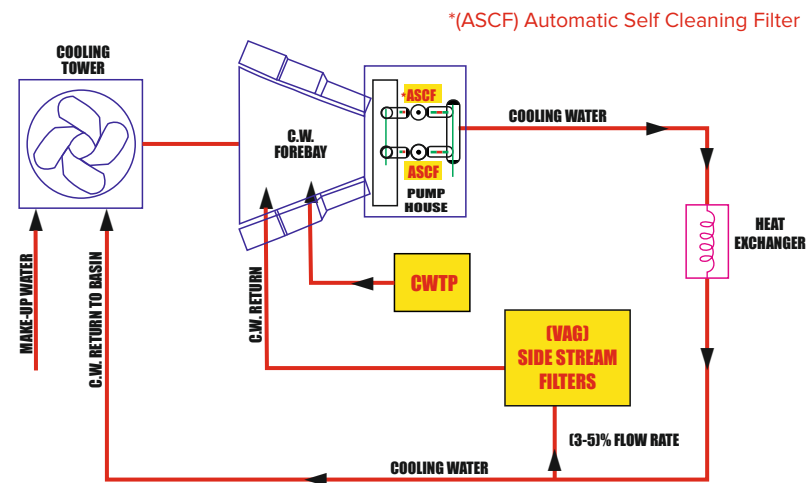 *(ASCF) Automatic Self Cleaning Filter
COOLING
TOWER
C.W.
FOREBAY
*ASCF
ASCF
PUMP
HOUSE
COOLING WATER
HEAT
EXCHANGER
MAKE-UP WATER
C.W. RETURN TO BASIN
C.W. RETURN
CWTP
(VAG)
SIDE STREAM
FILTERS
(3-5)% FLOW RATE
COOLING WATER